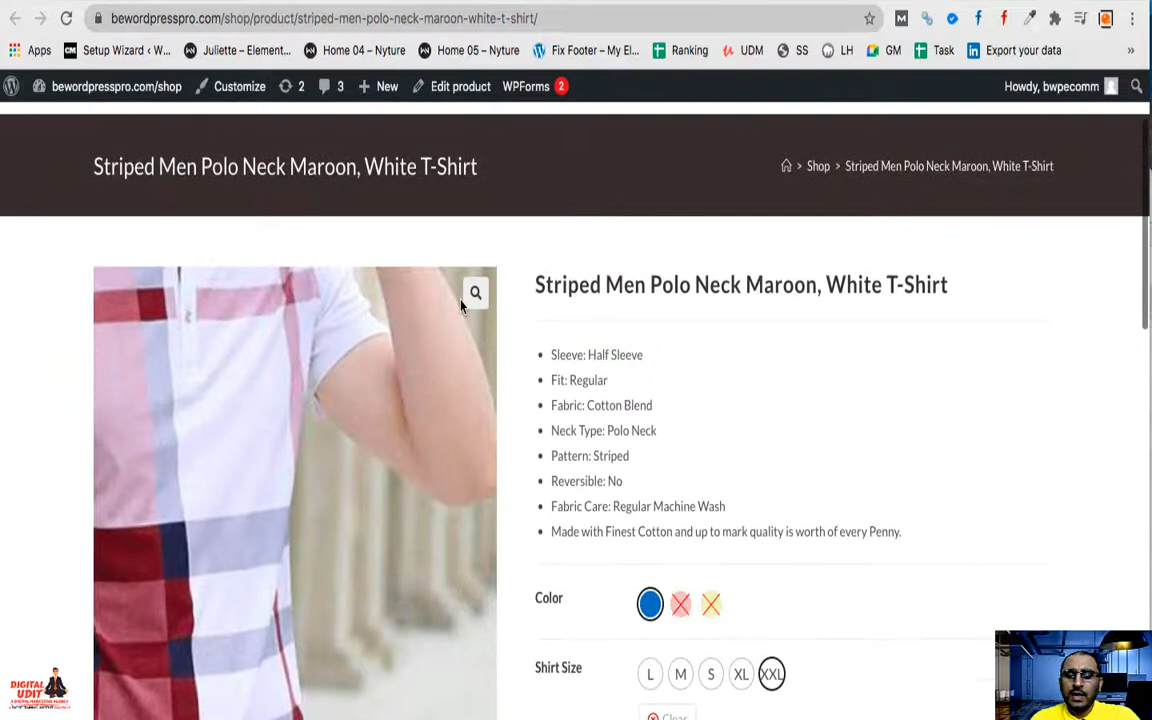 bewordpresspro.com/shop/product/striped-men-polo-neck-maroon-white-t-shirt/
Apps Setup Wizard ‹ W... Juliette – Element... Home 04 – Nyture Home 05 – Nyture Fix Footer – My El... Ranking UDM SS LH GM Task Export your data »
bewordpresspro.com/shop Customize 2 3 + New Edit product WPForms 2 Howdy, bwpecomm
Striped Men Polo Neck Maroon, White T-Shirt
> Shop > Striped Men Polo Neck Maroon, White T-Shirt
Striped Men Polo Neck Maroon, White T-Shirt
• Sleeve: Half Sleeve
• Fit: Regular
• Fabric: Cotton Blend
• Neck Type: Polo Neck
• Pattern: Striped
• Reversible: No
• Fabric Care: Regular Machine Wash
• Made with Finest Cotton and up to mark quality is worth of every Penny.
Color
Shirt Size L M S XL XXL
Clear
DIGITAL
UDIT
A DIGITAL MARKETING AGENCY